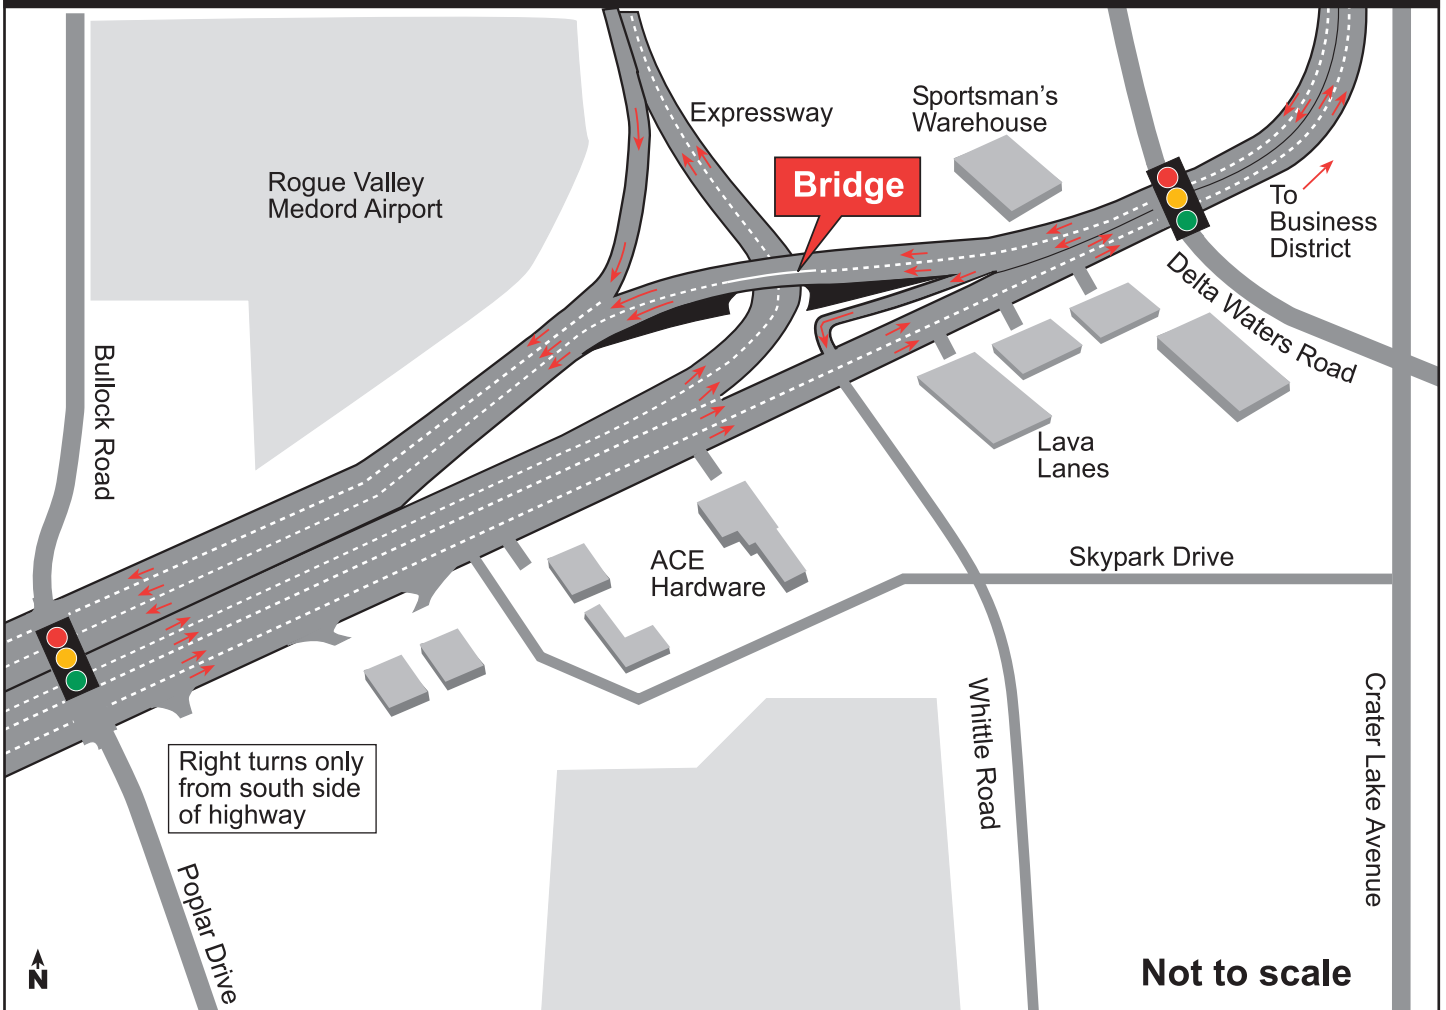 Expressway
Sportsman's
Warehouse
Bridge
Rogue Valley
Medord Airport
To
Business
District
Delta Waters Road
Bullock Road
Lava
Lanes
ACE
Hardware
Skypark Drive
Whittle Road
Crater Lake Avenue
Right turns only
from south side
of highway
Poplar Drive
N
Not to scale